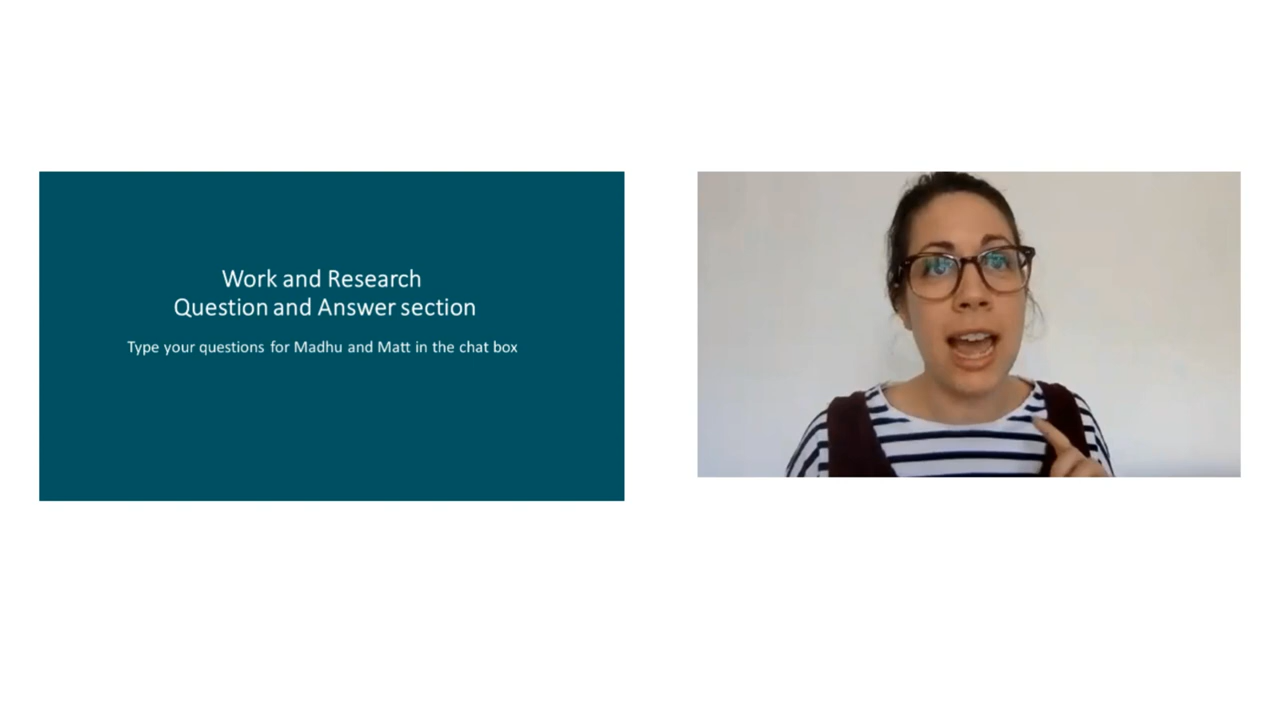 Work and Research
Question and Answer section
Type your questions for Madhu and Matt in the chat box